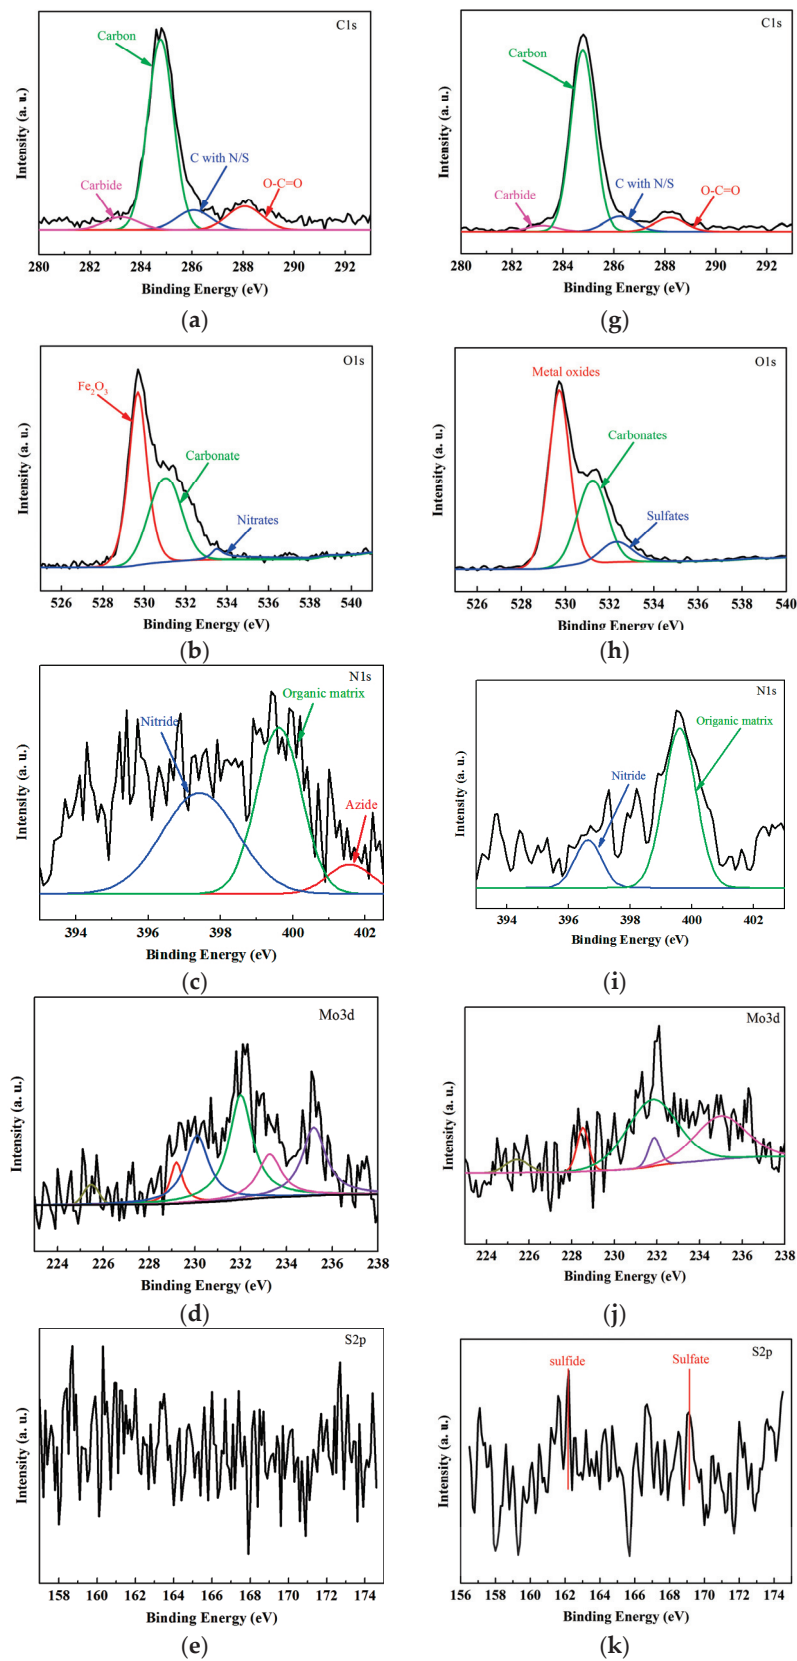 C1s
Carbon
Carbide
C with N/S
O-C=O
Intensity (a. u.)
280 282 284 286 288 290 292
Binding Energy (eV)
(a)
C1s
Carbon
Carbide
C with N/S
O-C=O
Intensity (a. u.)
280 282 284 286 288 290 292
Binding Energy (eV)
(g)
O1s
Fe2O3
Carbonate
Nitrates
Intensity (a. u.)
526 528 530 532 534 536 538 540
Binding Energy (eV)
(b)
O1s
Metal oxides
Carbonates
Sulfates
Intensity (a. u.)
526 528 530 532 534 536 538 540
Binding Energy (eV)
(h)
N1s
Organic matrix
Nitride
Azide
Intensity (a. u.)
394 396 398 400 402
Binding Energy (eV)
(c)
N1s
Origanic matrix
Nitride
Intensity (a. u.)
394 396 398 400 402
Binding Energy (eV)
(i)
Mo3d
Intensity (a. u.)
224 226 228 230 232 234 236 238
Binding Energy (eV)
(d)
Mo3d
Intensity (a. u.)
224 226 228 230 232 234 236 238
Binding Energy (eV)
(j)
S2p
Intensity (a. u.)
158 160 162 164 166 168 170 172 174
Binding Energy (eV)
(e)
S2p
sulfide
Sulfate
Intensity (a. u.)
156 158 160 162 164 166 168 170 172 174
Binding Energy (eV)
(k)